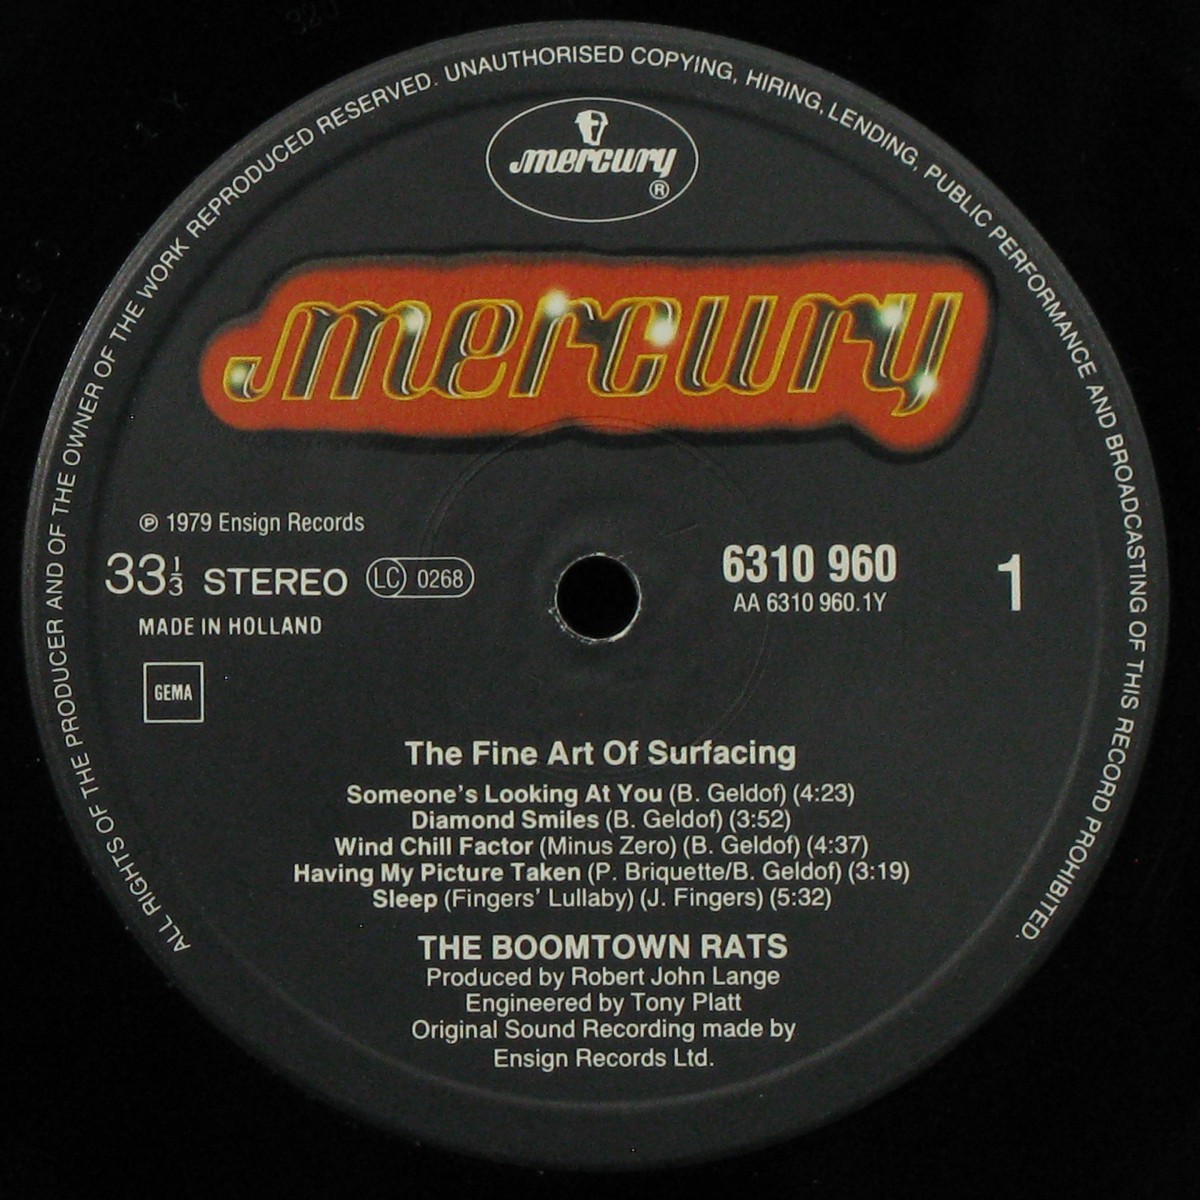 ALL RIGHTS OF THE PRODUCER AND OF THE OWNER OF THE WORK REPRODUCED RESERVED. UNAUTHORISED COPYING, HIRING, LENDING, PUBLIC PERFORMANCE AND BROADCASTING OF THIS RECORD PROHIBITED.
mercury
®
mercury
℗ 1979 Ensign Records
33⅓ STEREO LC 0268
MADE IN HOLLAND
GEMA
6310 960
AA 6310 960.1Y
1
The Fine Art Of Surfacing
Someone's Looking At You (B. Geldof) (4:23)
Diamond Smiles (B. Geldof) (3:52)
Wind Chill Factor (Minus Zero) (B. Geldof) (4:37)
Having My Picture Taken (P. Briquette/B. Geldof) (3:19)
Sleep (Fingers' Lullaby) (J. Fingers) (5:32)
THE BOOMTOWN RATS
Produced by Robert John Lange
Engineered by Tony Platt
Original Sound Recording made by
Ensign Records Ltd.